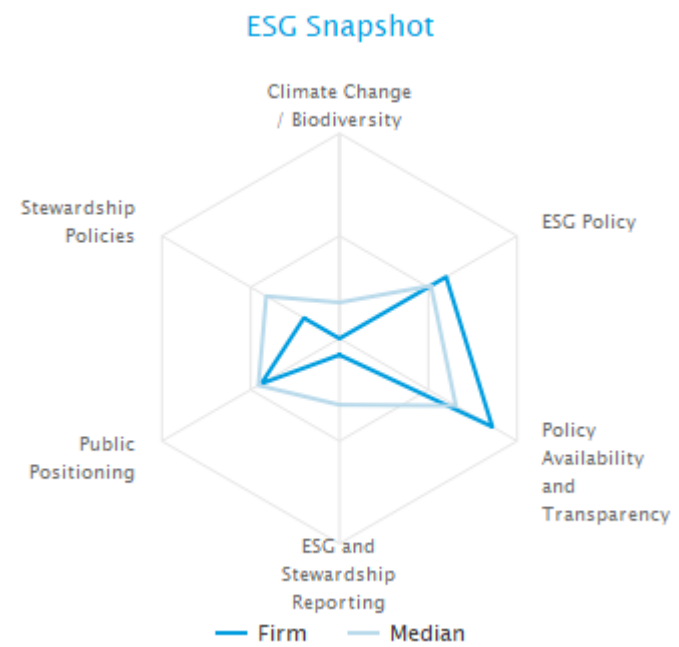 ESG Snapshot
Climate Change
/ Biodiversity
Stewardship
Policies
ESG Policy
Policy
Availability
and
Transparency
Public
Positioning
ESG and
Stewardship
Reporting
Firm
Median